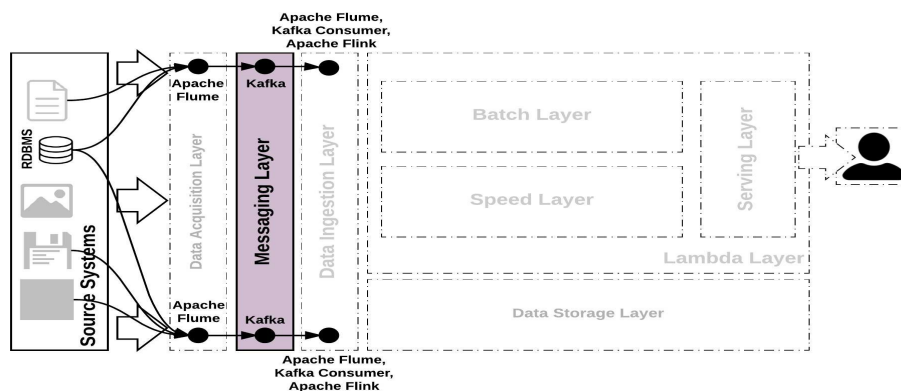 Apache Flume,
Kafka Consumer,
Apache Flink
Apache
Flume
Kafka
RDBMS
Source Systems
Data Acquisition Layer
Messaging Layer
Data Ingestion Layer
Batch Layer
Speed Layer
Serving Layer
Lambda Layer
Data Storage Layer
Apache
Flume
Kafka
Apache Flume,
Kafka Consumer,
Apache Flink